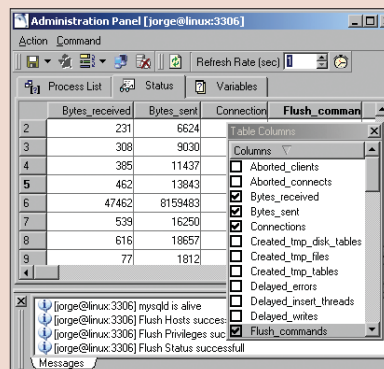 Administration Panel [jorge@linux:3306]
Action Command
Refresh Rate (sec) 1
Process List Status Variables
Bytes_received Bytes_sent Connection Flush_comman
2 231 6624
3 308 9030
4 385 11437
5 462 13843
6 47462 8159483
7 539 16250
8 616 18657
9 77 1812
Table Columns
Columns
Aborted_clients
Aborted_connects
Bytes_received
Bytes_sent
Connections
Created_tmp_disk_tables
Created_tmp_files
Created_tmp_tables
Delayed_errors
Delayed_insert_threads
Delayed_writes
Flush_commands
[jorge@linux:3306] mysqld is alive
[jorge@linux:3306] Flush Hosts succes
[jorge@linux:3306] Flush Privileges suc
[jorge@linux:3306] Flush Status successfull
Messages